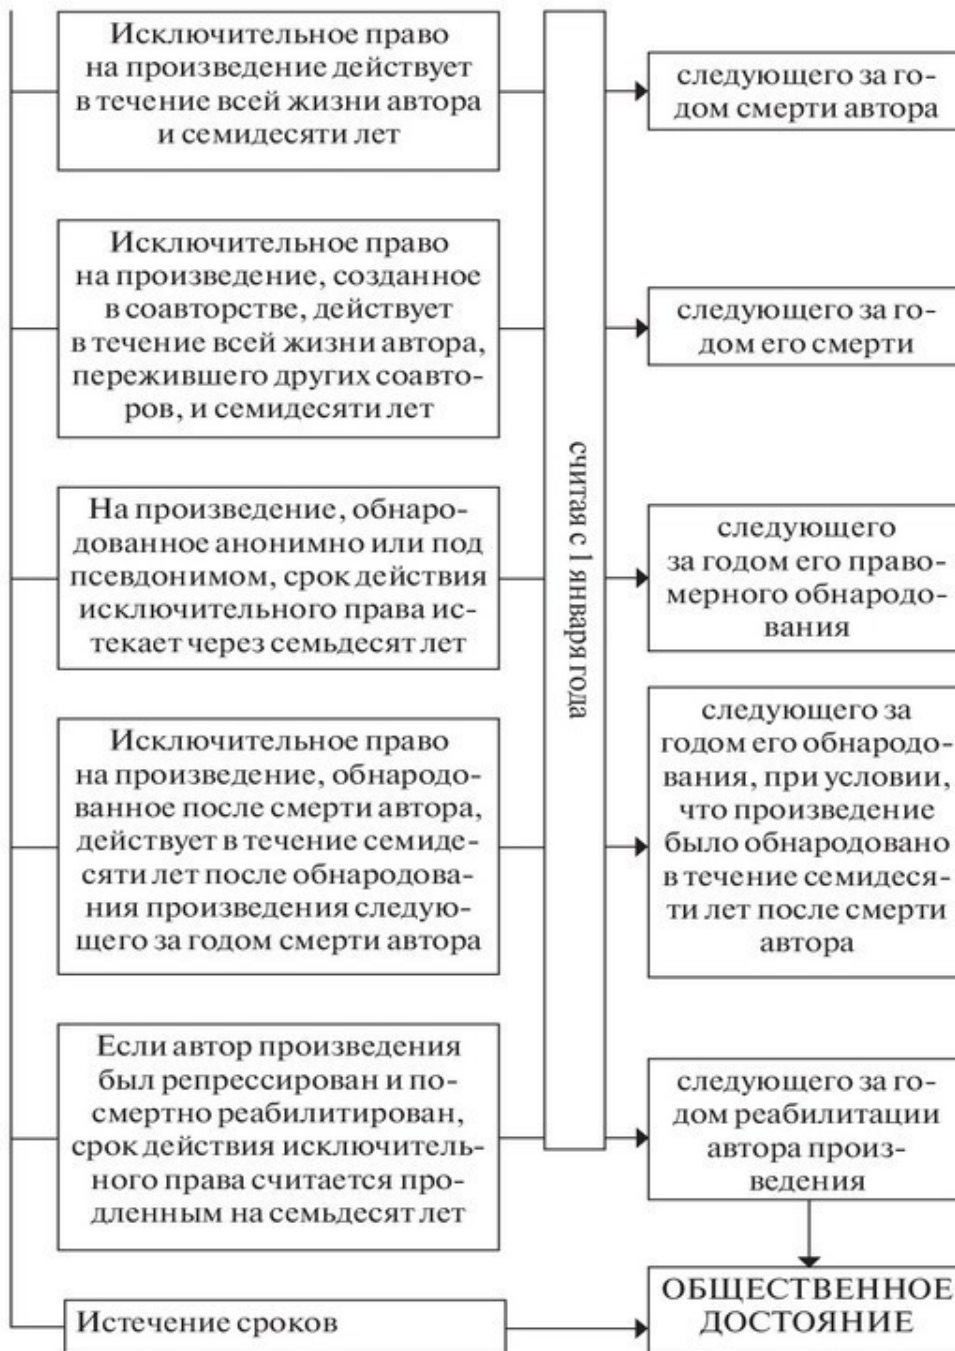 Исключительное право
на произведение действует
в течение всей жизни автора
и семидесяти лет
следующего за го-
дом смерти автора
Исключительное право
на произведение, созданное
в соавторстве, действует
в течение всей жизни автора,
пережившего других соавто-
ров, и семидесяти лет
следующего за го-
дом его смерти
считая с 1 января года
На произведение, обнаро-
дованное анонимно или под
псевдонимом, срок действия
исключительного права ис-
текает через семьдесят лет
следующего
за годом его право-
мерного обнародо-
вания
Исключительное право
на произведение, обнародо-
ванное после смерти автора,
действует в течение семиде-
сяти лет после обнародова-
ния произведения следую-
щего за годом смерти автора
следующего за
годом его обнародо-
вания, при условии,
что произведение
было обнародовано
в течение семидеся-
ти лет после смерти
автора
Если автор произведения
был репрессирован и по-
смертно реабилитирован,
срок действия исключитель-
ного права считается про-
дленным на семьдесят лет
следующего за го-
дом реабилитации
автора произ-
ведения
Истечение сроков
ОБЩЕСТВЕННОЕ
ДОСТОЯНИЕ